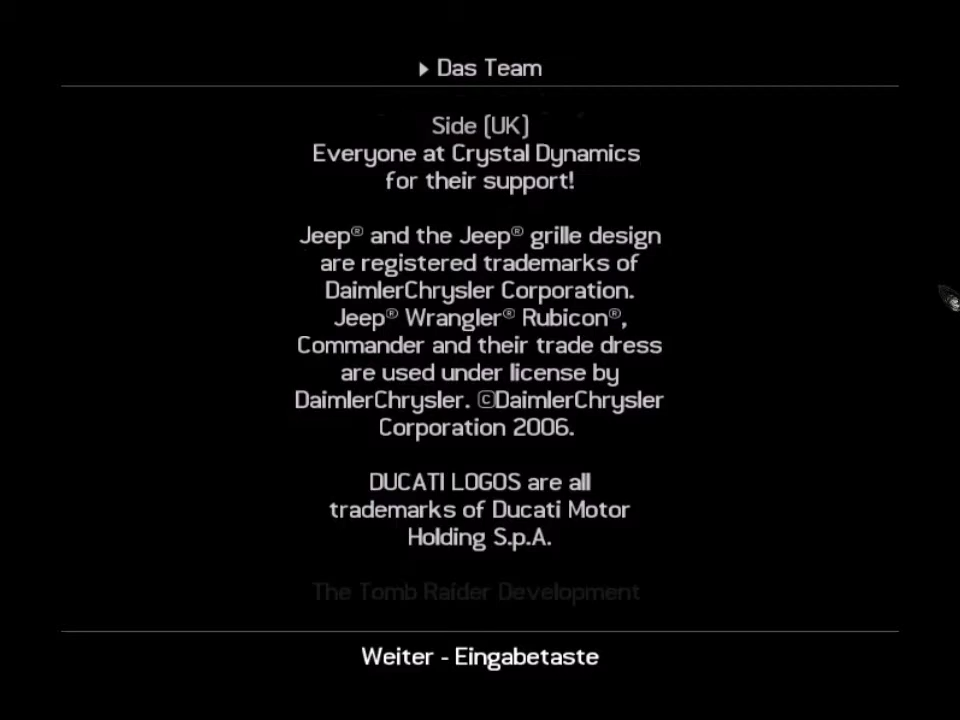 Das Team
Side (UK)
Everyone at Crystal Dynamics
for their support!
Jeep® and the Jeep® grille design
are registered trademarks of
DaimlerChrysler Corporation.
Jeep® Wrangler® Rubicon®,
Commander and their trade dress
are used under license by
DaimlerChrysler. ©DaimlerChrysler
Corporation 2006.
DUCATI LOGOS are all
trademarks of Ducati Motor
Holding S.p.A.
The Tomb Raider Development
Weiter - Eingabetaste